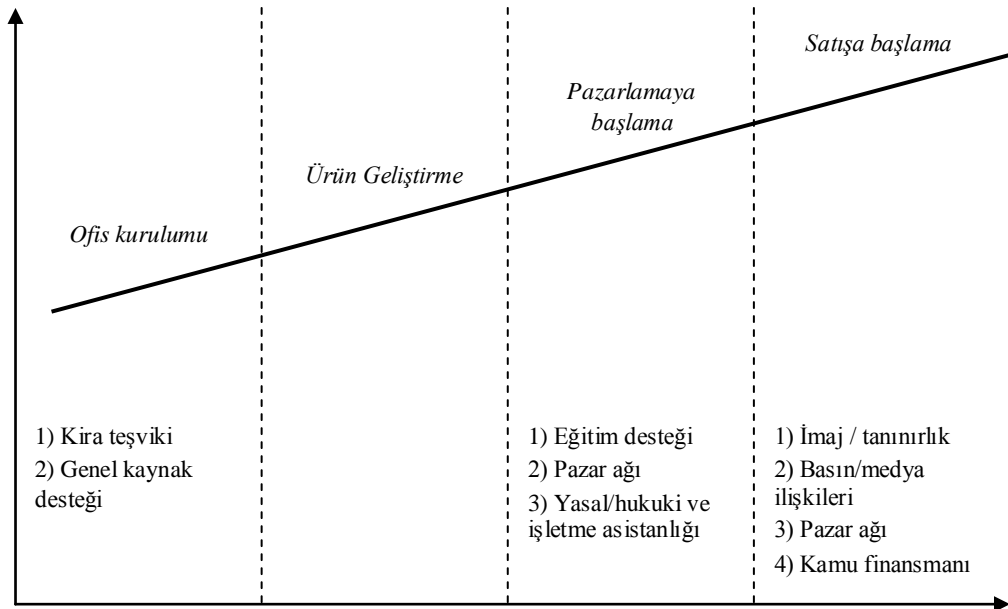 Satışa başlama
Pazarlamaya
başlama
Ürün Geliştirme
Ofis kurulumu
1) Kira teşviki
2) Genel kaynak
desteği
1) Eğitim desteği
2) Pazar ağı
3) Yasal/hukuki ve
işletme asistanlığı
1) İmaj / tanınırlık
2) Basın/medya
ilişkileri
3) Pazar ağı
4) Kamu finansmanı